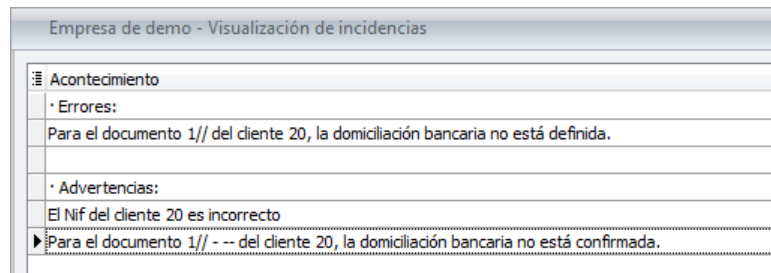 Empresa de demo - Visualización de incidencias
Acontecimiento
· Errores:
Para el documento 1// del cliente 20, la domiciliación bancaria no está definida.
· Advertencias:
El Nif del cliente 20 es incorrecto
Para el documento 1// - -- del cliente 20, la domiciliación bancaria no está confirmada.